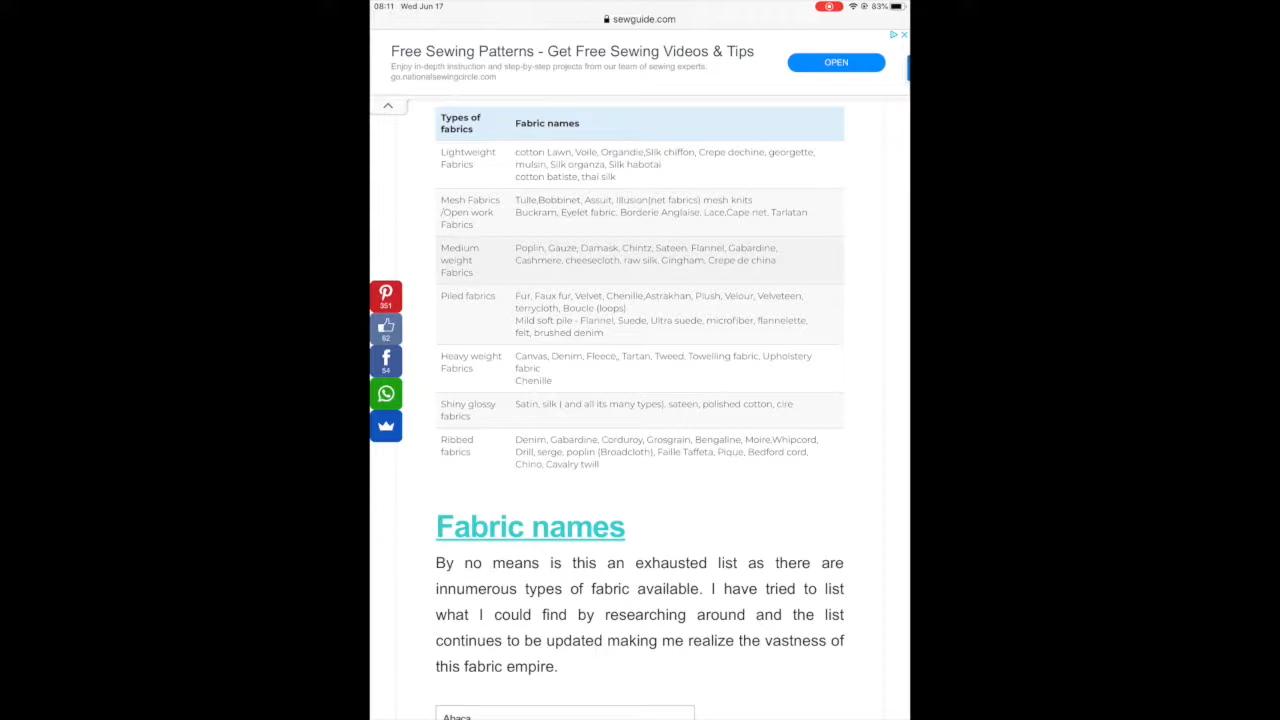 08:11 Wed Jun 17
83%
sewguide.com
Free Sewing Patterns - Get Free Sewing Videos & Tips
Enjoy in-depth instruction and step-by-step projects from our team of sewing experts.
go.nationalsewingcircle.com
OPEN
Types of
fabrics
Fabric names
Lightweight
Fabrics
cotton Lawn, Voile, Organdie,SIlk chiffon, Crepe dechine, georgette,
mulsin, Silk organza, Silk habotai
cotton batiste, thai silk
Mesh Fabrics
/Open work
Fabrics
Tulle,Bobbinet, Assuit, Illusion(net fabrics) mesh knits
Buckram, Eyelet fabric, Borderie Anglaise, Lace,Cape net, Tarlatan
Medium
weight
Fabrics
Poplin, Gauze, Damask, Chintz, Sateen, Flannel, Gabardine,
Cashmere, cheesecloth, raw silk, Gingham, Crepe de china
Piled fabrics
Fur, Faux fur, Velvet, Chenille,Astrakhan, Plush, Velour, Velveteen,
terrycloth, Boucle (loops)
Mild soft pile - Flannel, Suede, Ultra suede, microfiber, flannelette,
felt, brushed denim
Heavy weight
Fabrics
Canvas, Denim, Fleece,, Tartan, Tweed, Towelling fabric, Upholstery
fabric
Chenille
Shiny glossy
fabrics
Satin, silk ( and all its many types), sateen, polished cotton, cire
Ribbed
fabrics
Denim, Gabardine, Corduroy, Grosgrain, Bengaline, Moire,Whipcord,
Drill, serge, poplin (Broadcloth), Faille Taffeta, Pique, Bedford cord,
Chino, Cavalry twill
351
62
54
Fabric names
By no means is this an exhausted list as there are
innumerous types of fabric available. I have tried to list
what I could find by researching around and the list
continues to be updated making me realize the vastness of
this fabric empire.
Abaca